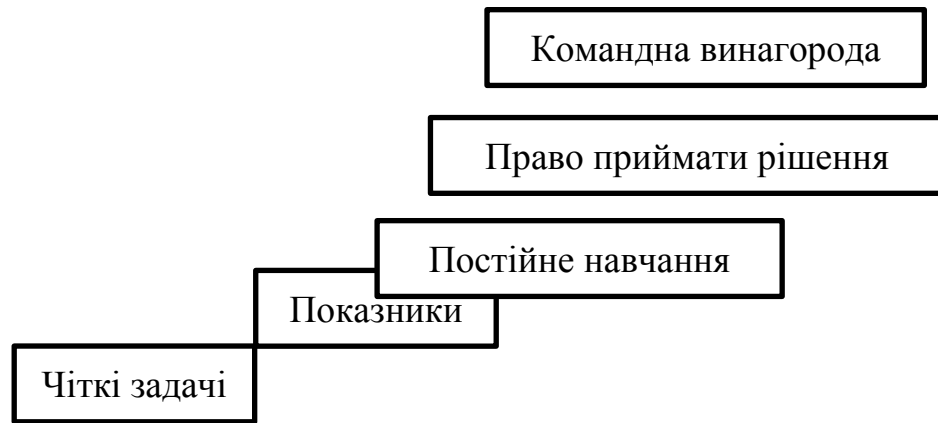 Командна винагорода
Право приймати рішення
Постійне навчання
Показники
Чіткі задачі